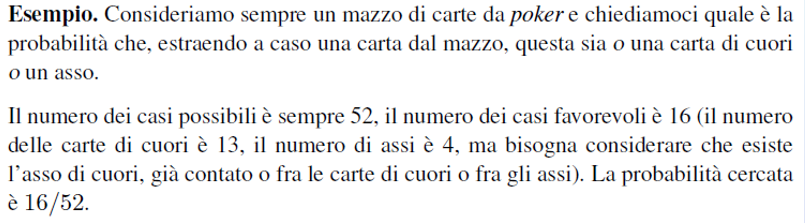 Esempio. Consideriamo sempre un mazzo di carte da poker e chiediamoci quale è la
probabilità che, estraendo a caso una carta dal mazzo, questa sia o una carta di cuori
o un asso.
Il numero dei casi possibili è sempre 52, il numero dei casi favorevoli è 16 (il numero
delle carte di cuori è 13, il numero di assi è 4, ma bisogna considerare che esiste
l'asso di cuori, già contato o fra le carte di cuori o fra gli assi). La probabilità cercata
è 16/52.